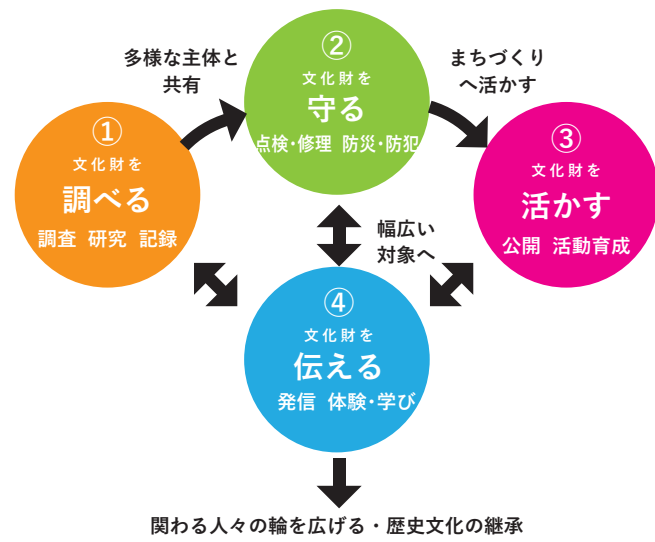 多様な主体と
共有
①
文化財を
調べる
調査 研究 記録
②
文化財を
守る
点検・修理 防災・防犯
まちづくり
へ活かす
③
文化財を
活かす
公開 活動育成
幅広い
対象へ
④
文化財を
伝える
発信 体験・学び
関わる人々の輪を広げる・歴史文化の継承